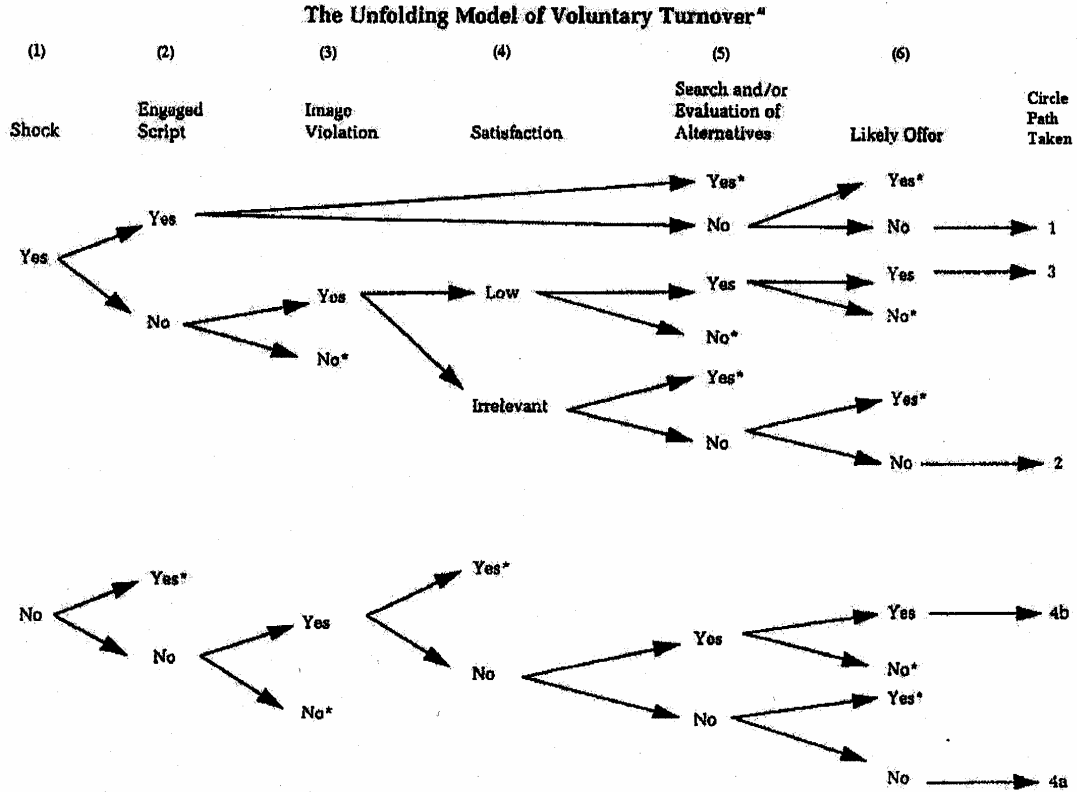 The Unfolding Model of Voluntary Turnover a
(1) (2) (3) (4) (5) (6)
Shock
Engaged
Script
Image
Violation
Satisfaction
Search and/or
Evaluation of
Alternatives
Likely Offer
Circle
Path
Taken
Yes* Yes*
Yes No No 1
Yes
Yes Low Yes Yes 3
No No* No* No*
Irrelevant Yes* Yes*
No No 2
Yes* Yes*
No Yes Yes Yes 4b
No No No*
No* No Yes*
No 4a